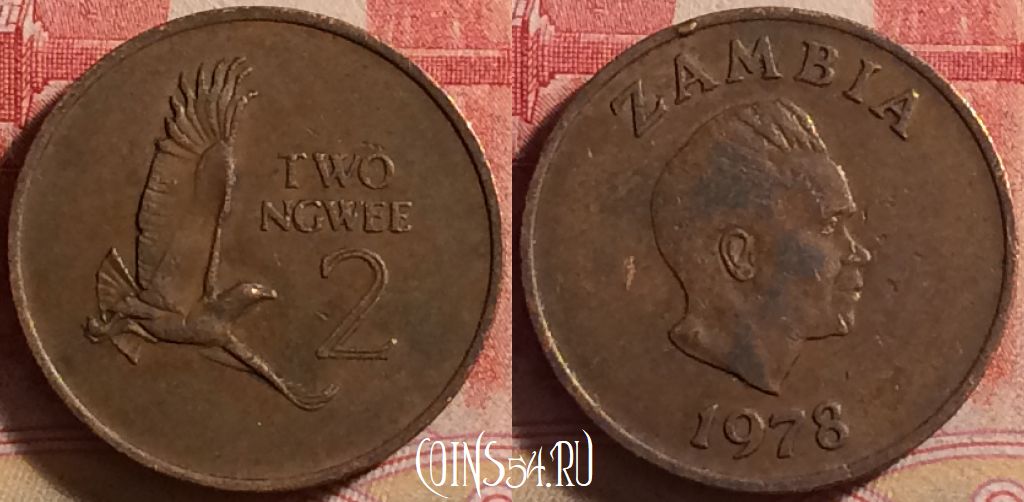 TWO
NGWEE
2
ZAMBIA
1978
COINS54.RU